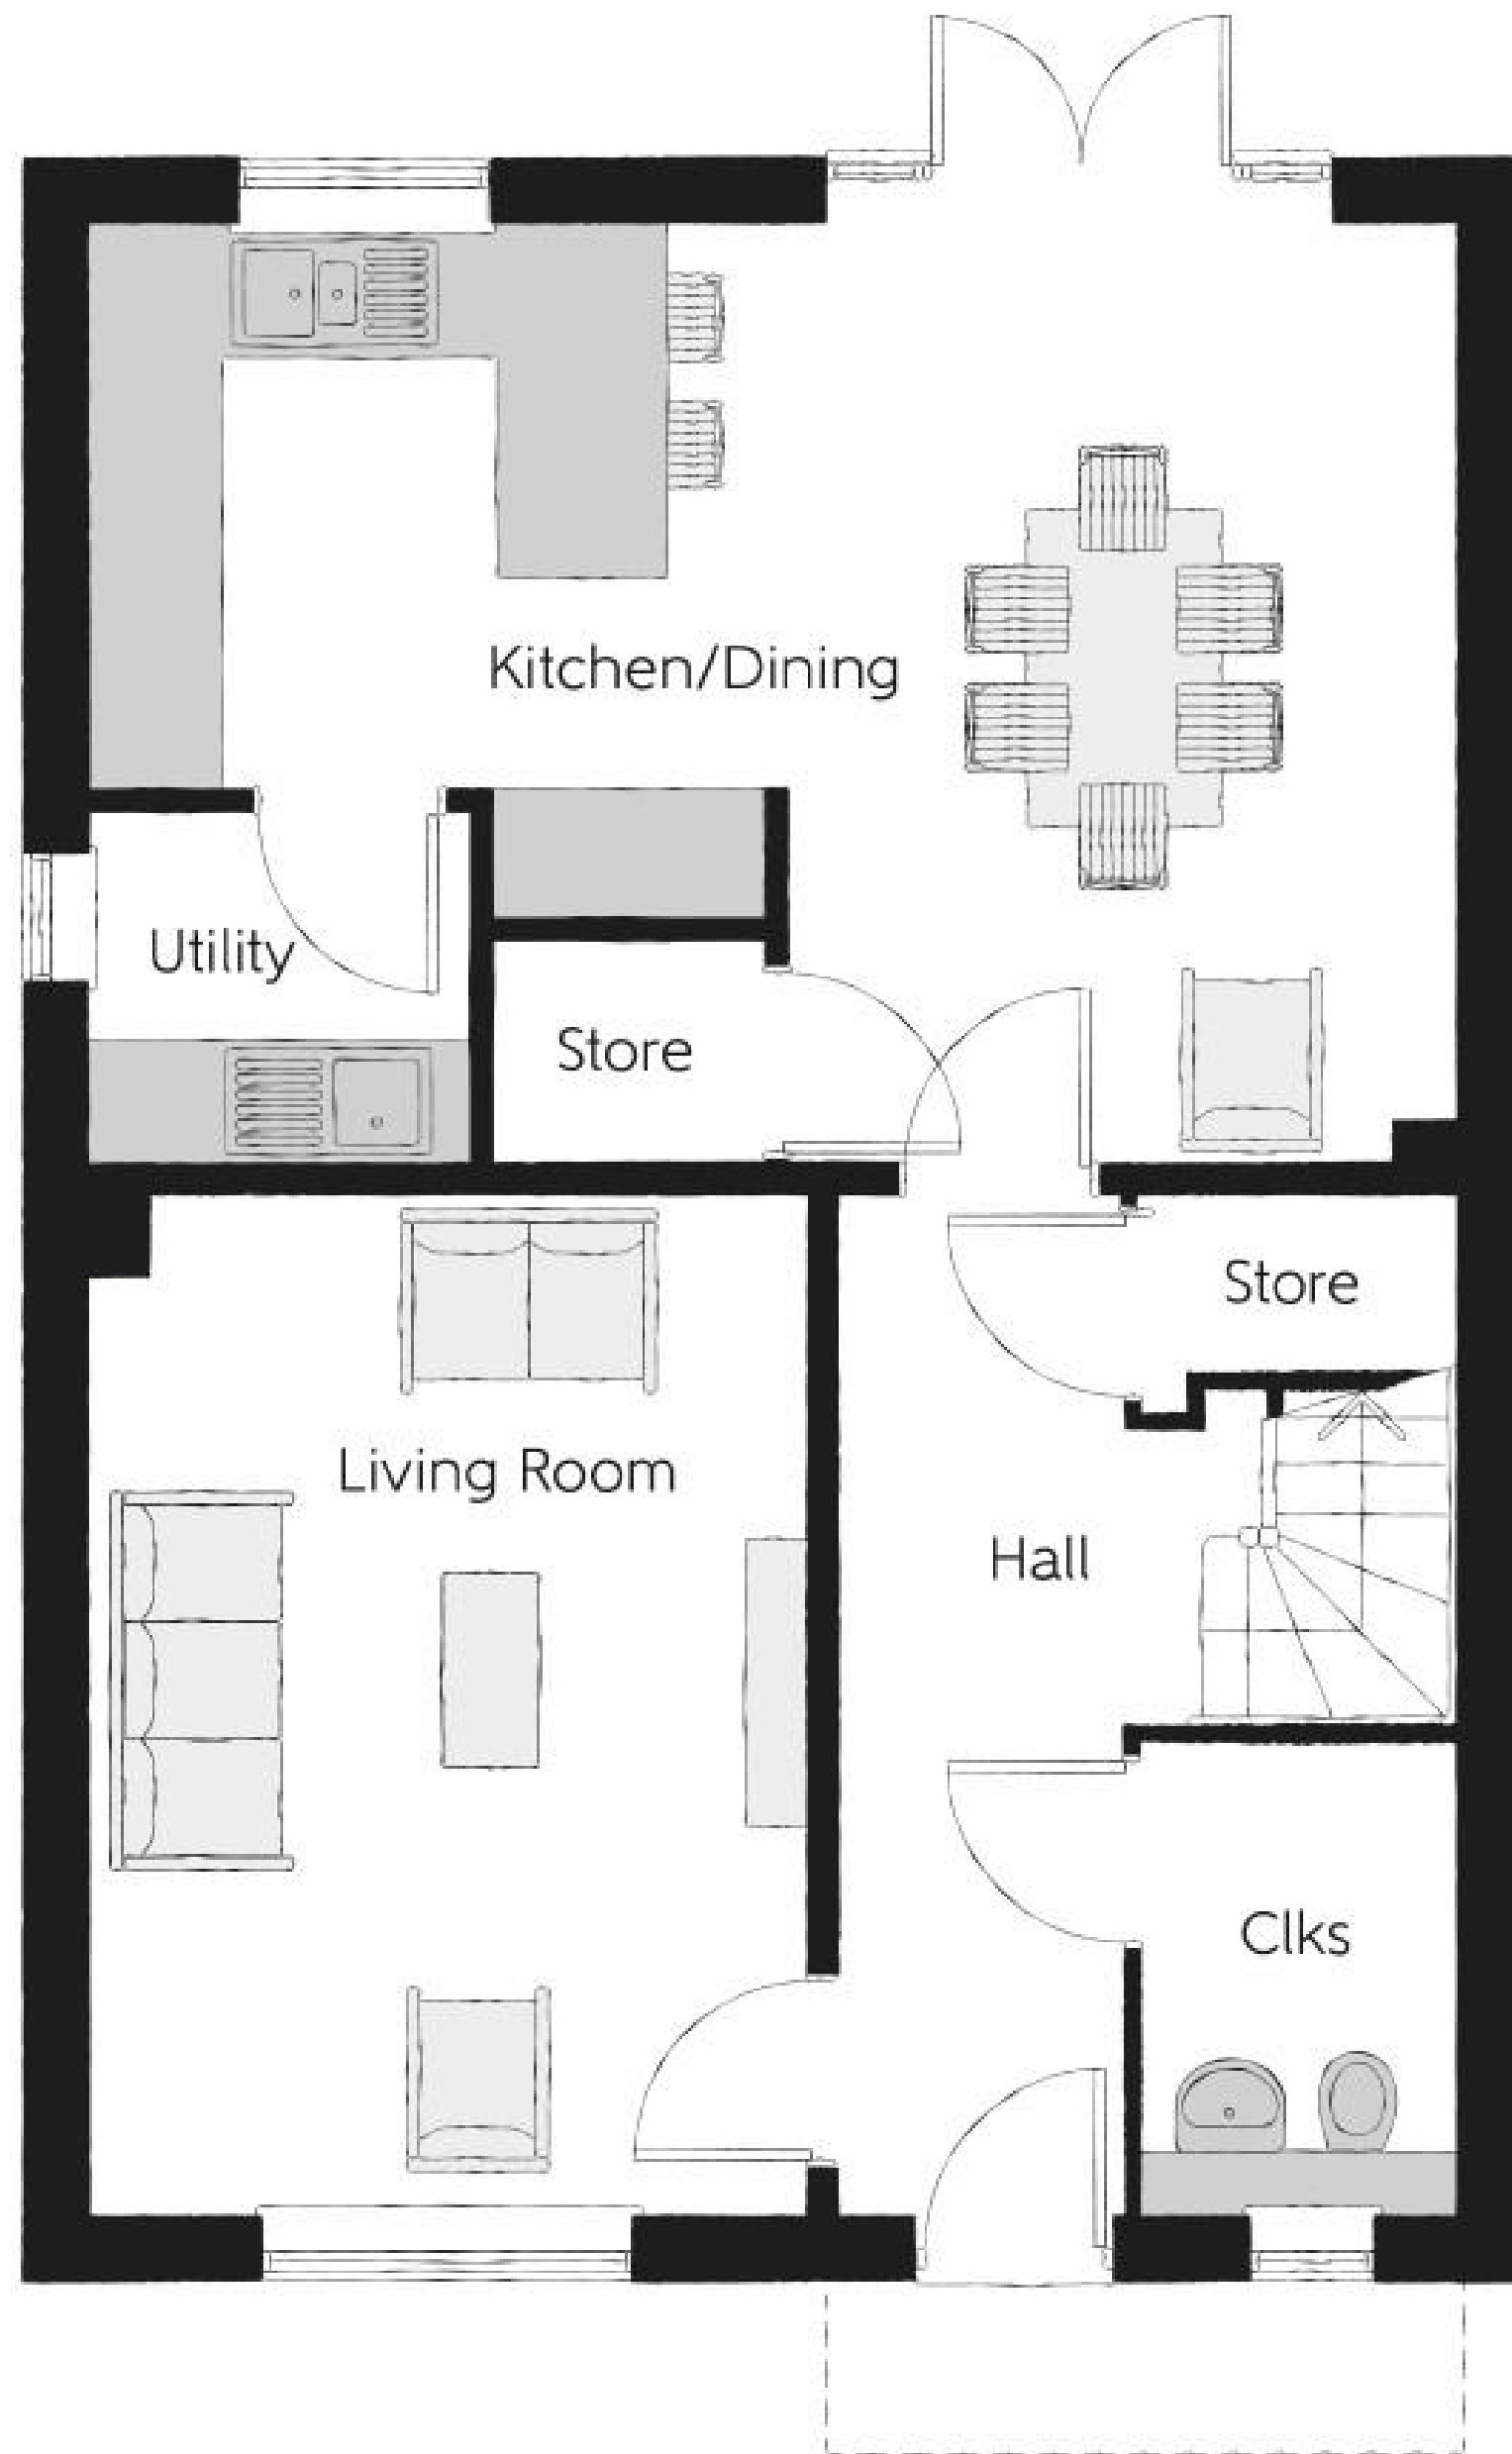 Kitchen/Dining
Utility
Store
Store
Living Room
Hall
Clks